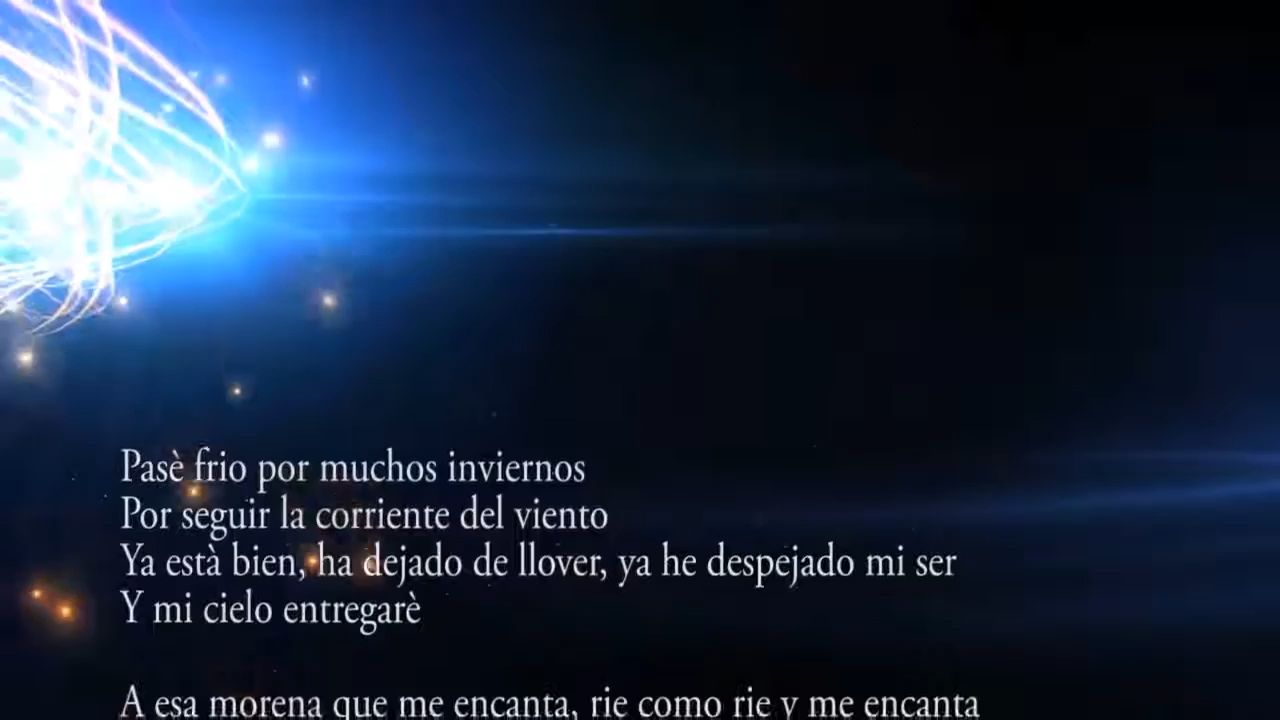 Pasè frio por muchos inviernos
Por seguir la corriente del viento
Ya està bien, ha dejado de llover, ya he despejado mi ser
Y mi cielo entregarè
A esa morena que me encanta, rie como rie y me encanta